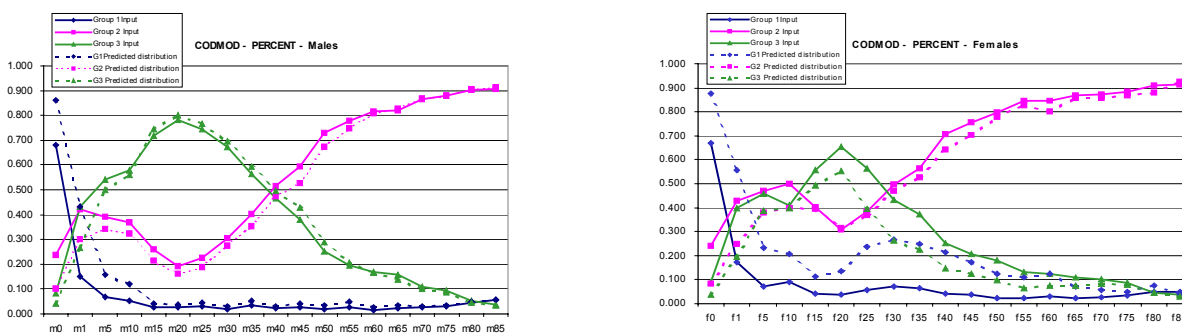 Group 1 Input
Group 2 Input
Group 3 Input
G1Predicted distribution
G2 Predicted distribution
G3 Predicted distribution
CODMOD - PERCENT - Males
1.000
0.900
0.800
0.700
0.600
0.500
0.400
0.300
0.200
0.100
0.000
m0 m1 m5 m10 m15 m20 m25 m30 m35 m40 m45 m50 m55 m60 m65 m70 m75 m80 m85
Group 1Input
Group 2 Input
Group 3 Input
G1 Predicted distribution
G2 Predicted distribution
G3 Predicted distribution
CODMOD - PERCENT - Females
1.000
0.900
0.800
0.700
0.600
0.500
0.400
0.300
0.200
0.100
0.000
f0 f1 f5 f10 f15 f20 f25 f30 f35 f40 f45 f50 f55 f60 f65 f70 f75 f80